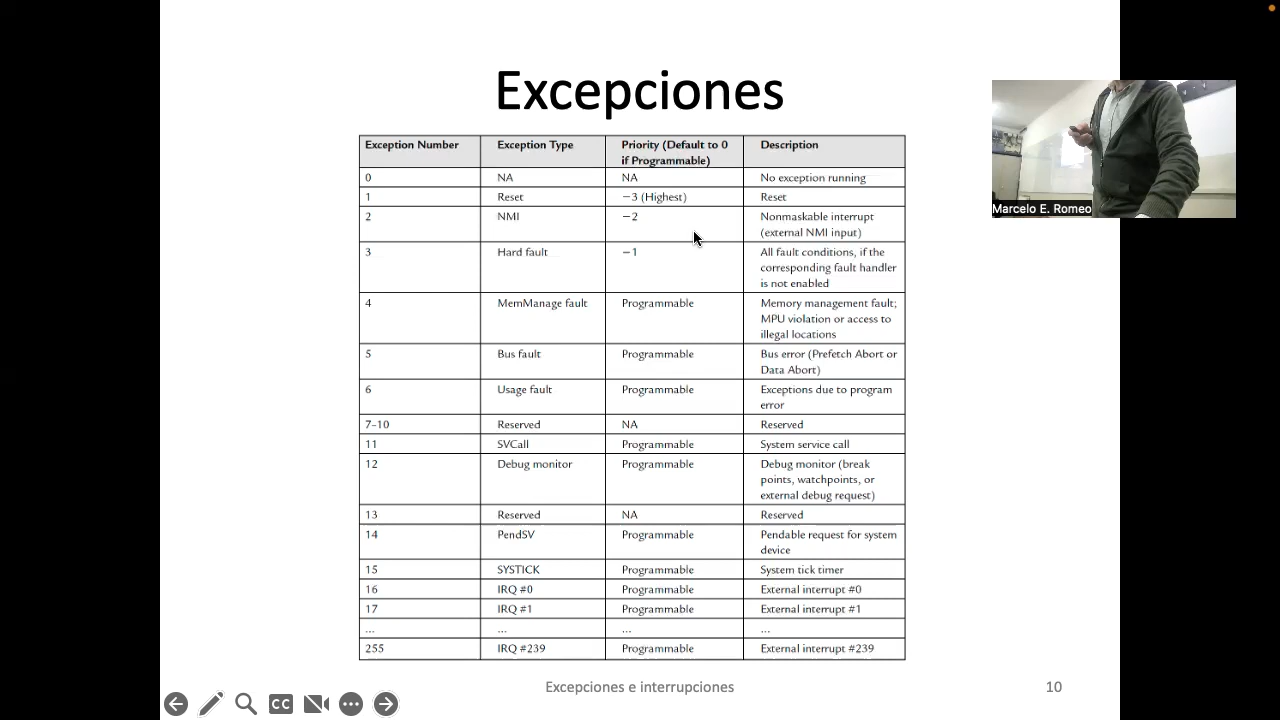 Excepciones
Exception Number Exception Type Priority (Default to 0 if Programmable) Description
0 NA NA No exception running
1 Reset −3 (Highest) Reset
2 NMI −2 Nonmaskable interrupt (external NMI input)
3 Hard fault −1 All fault conditions, if the corresponding fault handler is not enabled
4 MemManage fault Programmable Memory management fault; MPU violation or access to illegal locations
5 Bus fault Programmable Bus error (Prefetch Abort or Data Abort)
6 Usage fault Programmable Exceptions due to program error
7–10 Reserved NA Reserved
11 SVCall Programmable System service call
12 Debug monitor Programmable Debug monitor (break points, watchpoints, or external debug request)
13 Reserved NA Reserved
14 PendSV Programmable Pendable request for system device
15 SYSTICK Programmable System tick timer
16 IRQ #0 Programmable External interrupt #0
17 IRQ #1 Programmable External interrupt #1
... ... ... ...
255 IRQ #239 Programmable External interrupt #239
Marcelo E. Romeo
Excepciones e interrupciones 10
CC